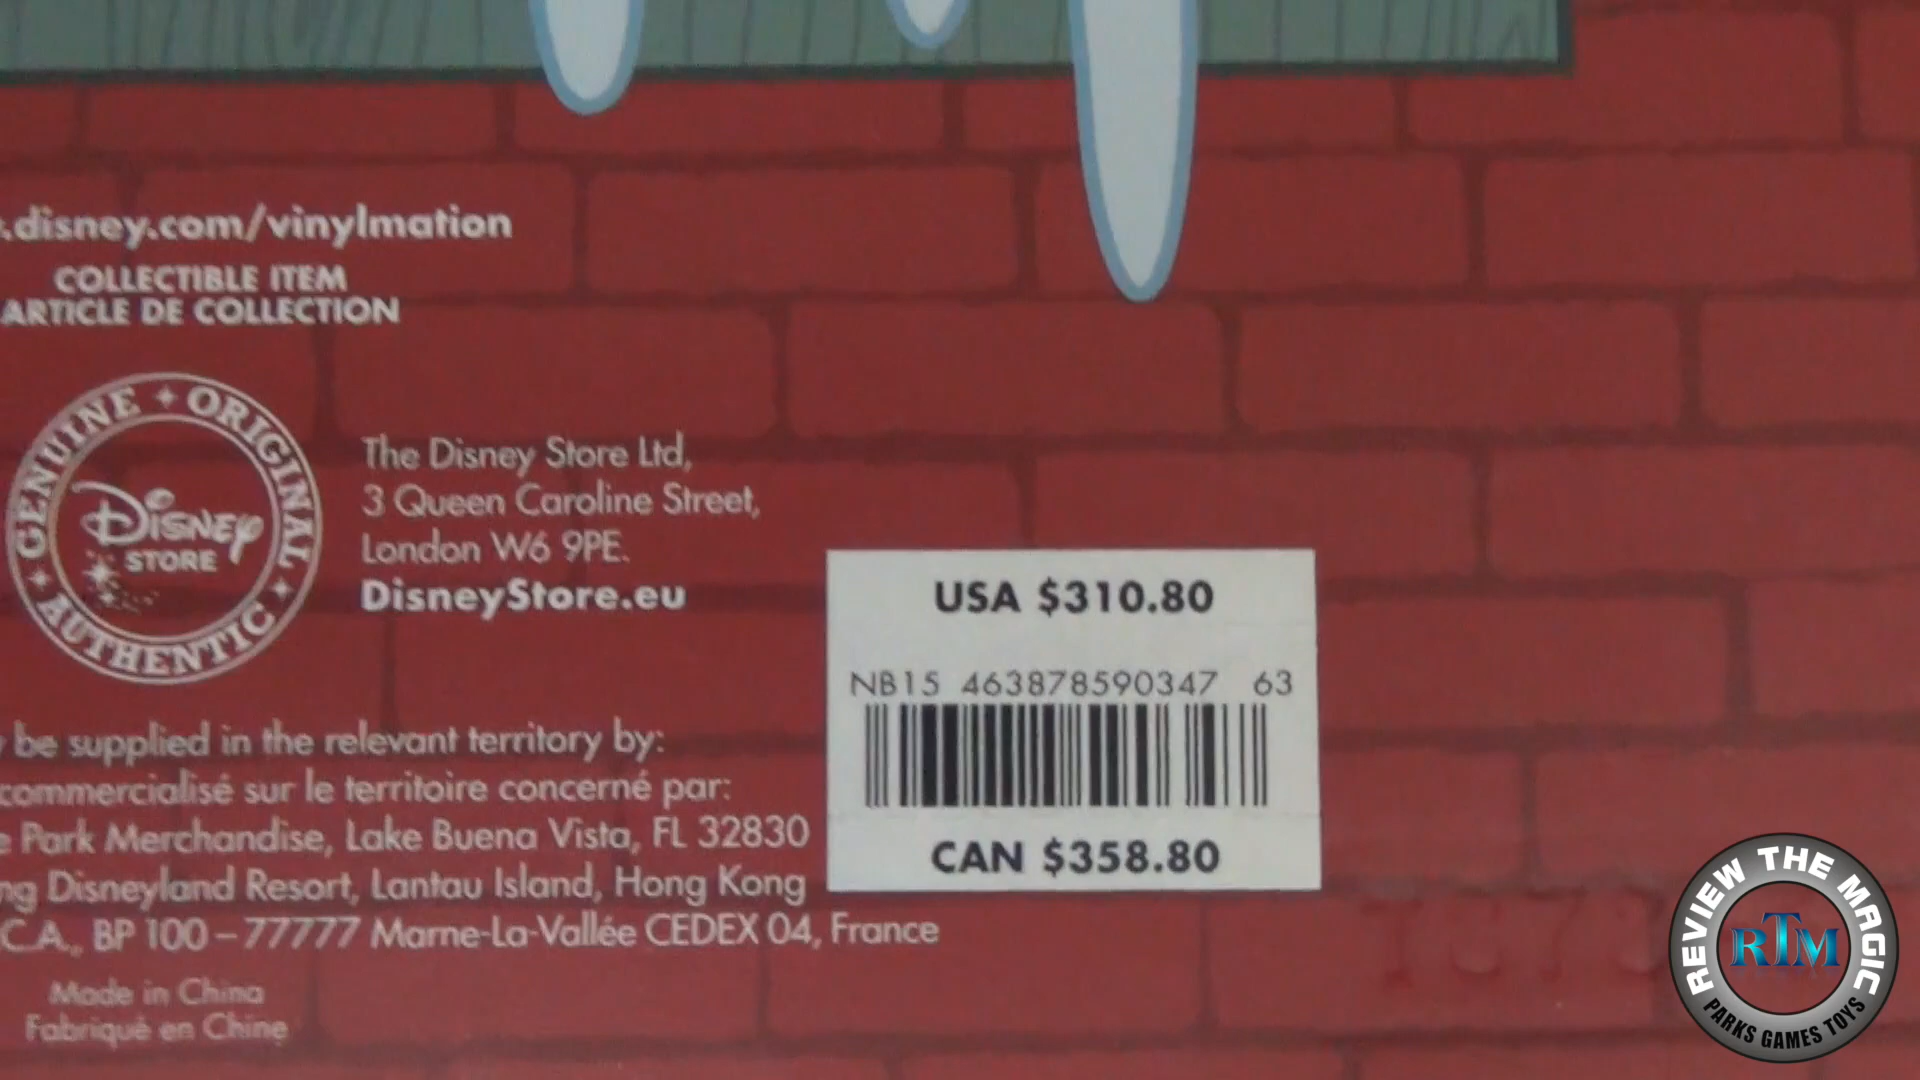 .disney.com/vinylmation
COLLECTIBLE ITEM
ARTICLE DE COLLECTION
GENUINE ORIGINAL AUTHENTIC
Disney
STORE
The Disney Store Ltd,
3 Queen Caroline Street,
London W6 9PE.
DisneyStore.eu
USA $310.80
NB15 463878590347 63
CAN $358.80
be supplied in the relevant territory by:
commercialisé sur le territoire concerné par:
Park Merchandise, Lake Buena Vista, FL 32830
Disneyland Resort, Lantau Island, Hong Kong
C.A., BP 100 – 77777 Marne-La-Vallée CEDEX 04, France
Made in China
Fabriqué en Chine
REVIEW THE MAGIC
RTM
PARKS GAMES TOYS